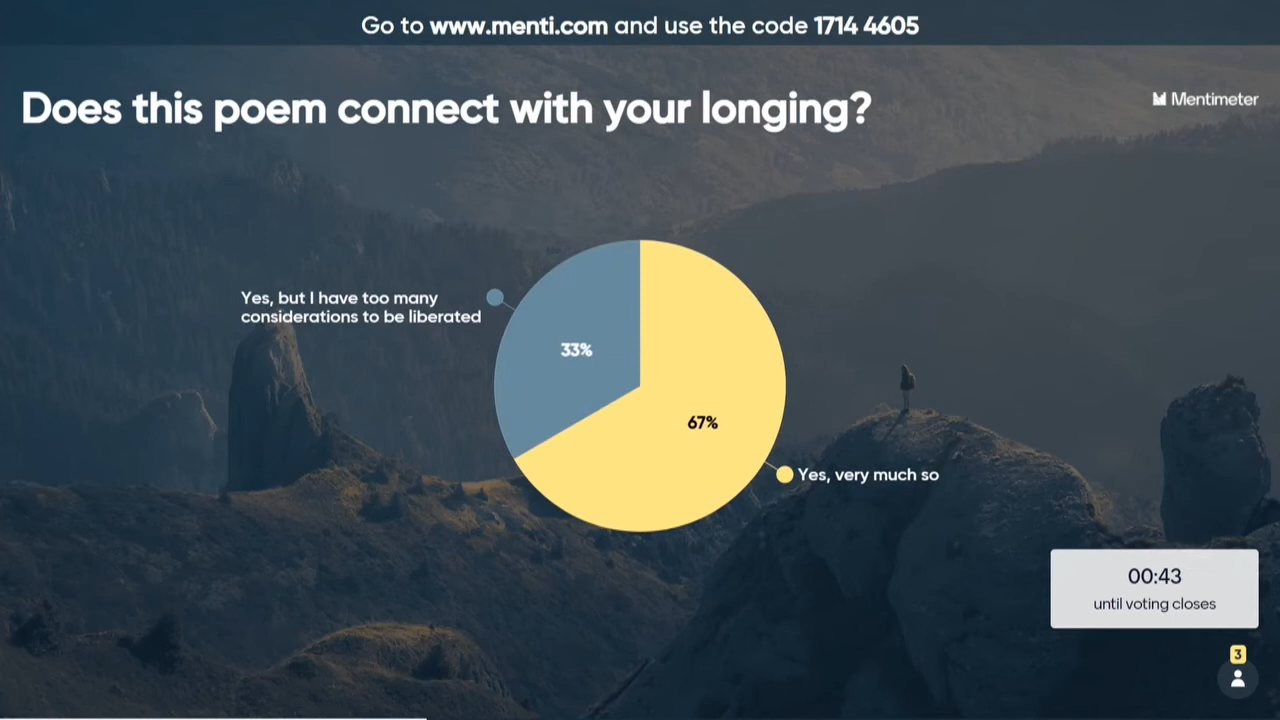 Go to www.menti.com and use the code 1714 4605
Does this poem connect with your longing?
Mentimeter
Yes, but I have too many
considerations to be liberated
33%
67%
Yes, very much so
00:43
until voting closes
3